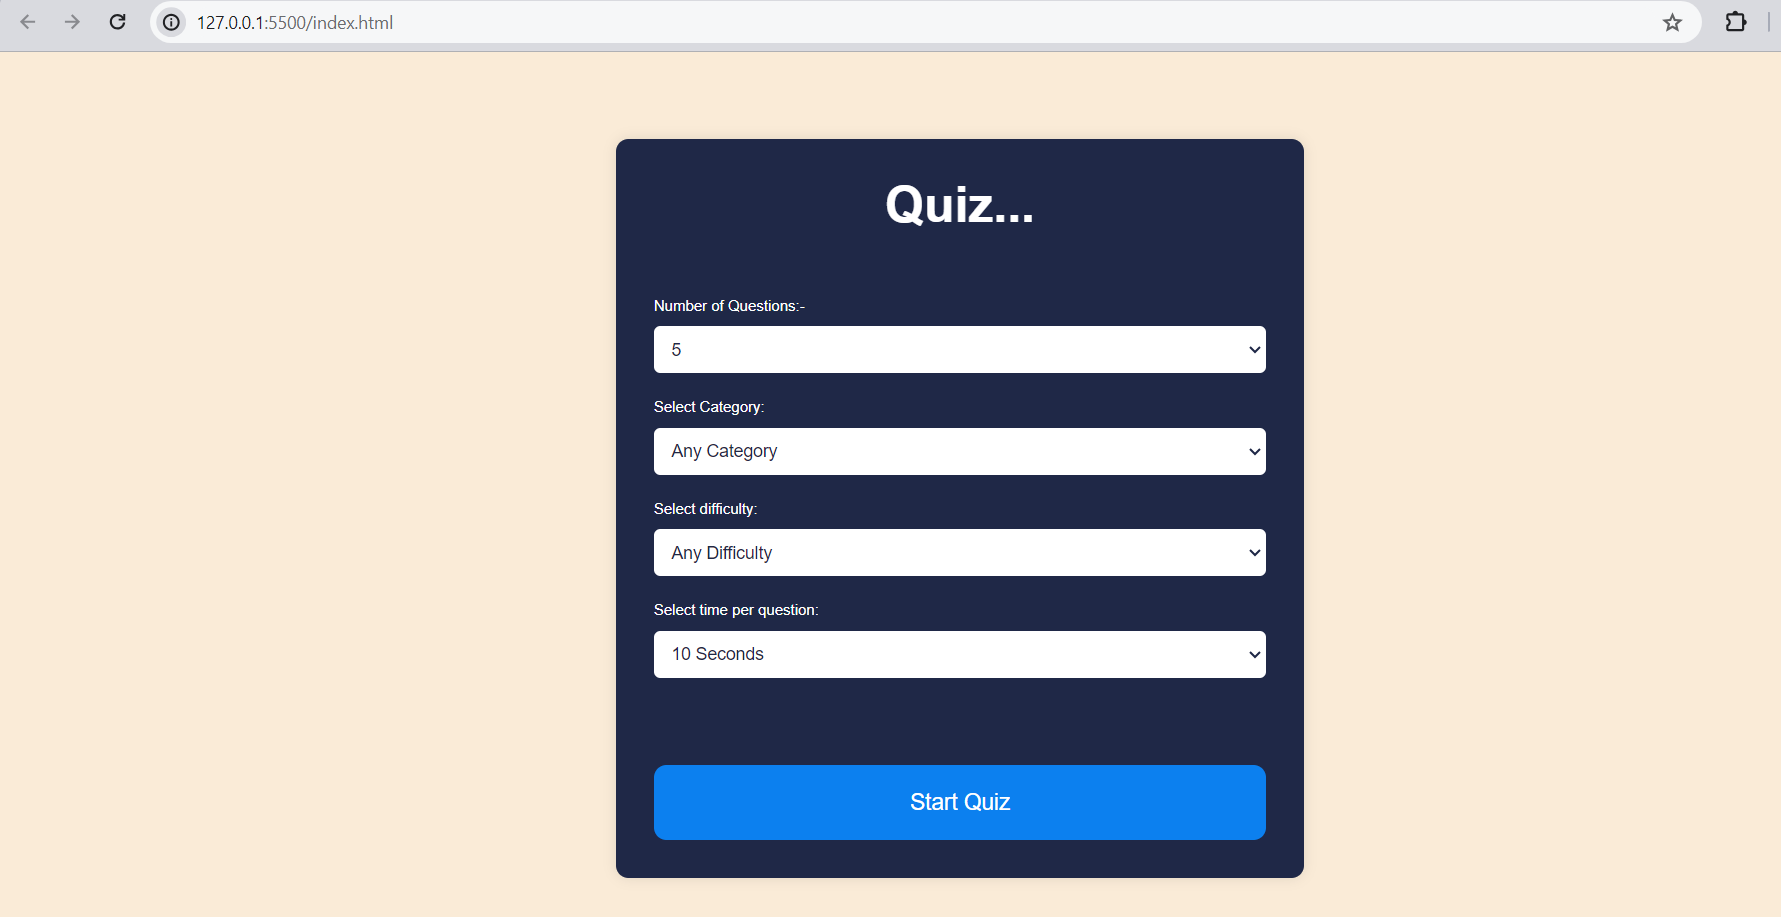 127.0.0.1:5500/index.html
Quiz...
Number of Questions:-
5
Select Category:
Any Category
Select difficulty:
Any Difficulty
Select time per question:
10 Seconds
Start Quiz